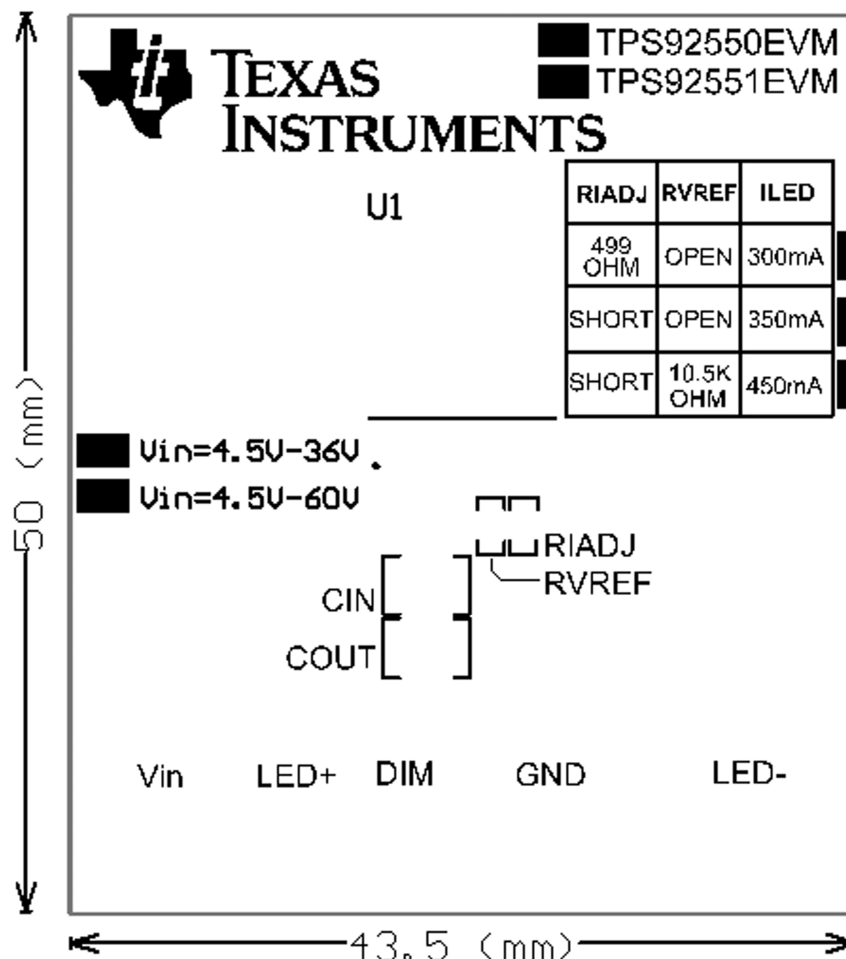 TPS92550EVM
TPS92551EVM
TEXAS
INSTRUMENTS
U1
RIADJ RVREF ILED
499 OHM OPEN 300mA
SHORT OPEN 350mA
SHORT 10.5K OHM 450mA
50 (mm)
Vin=4.5V-36V
Vin=4.5V-60V
RIADJ
RVREF
CIN
COUT
Vin LED+ DIM GND LED-
43.5 (mm)